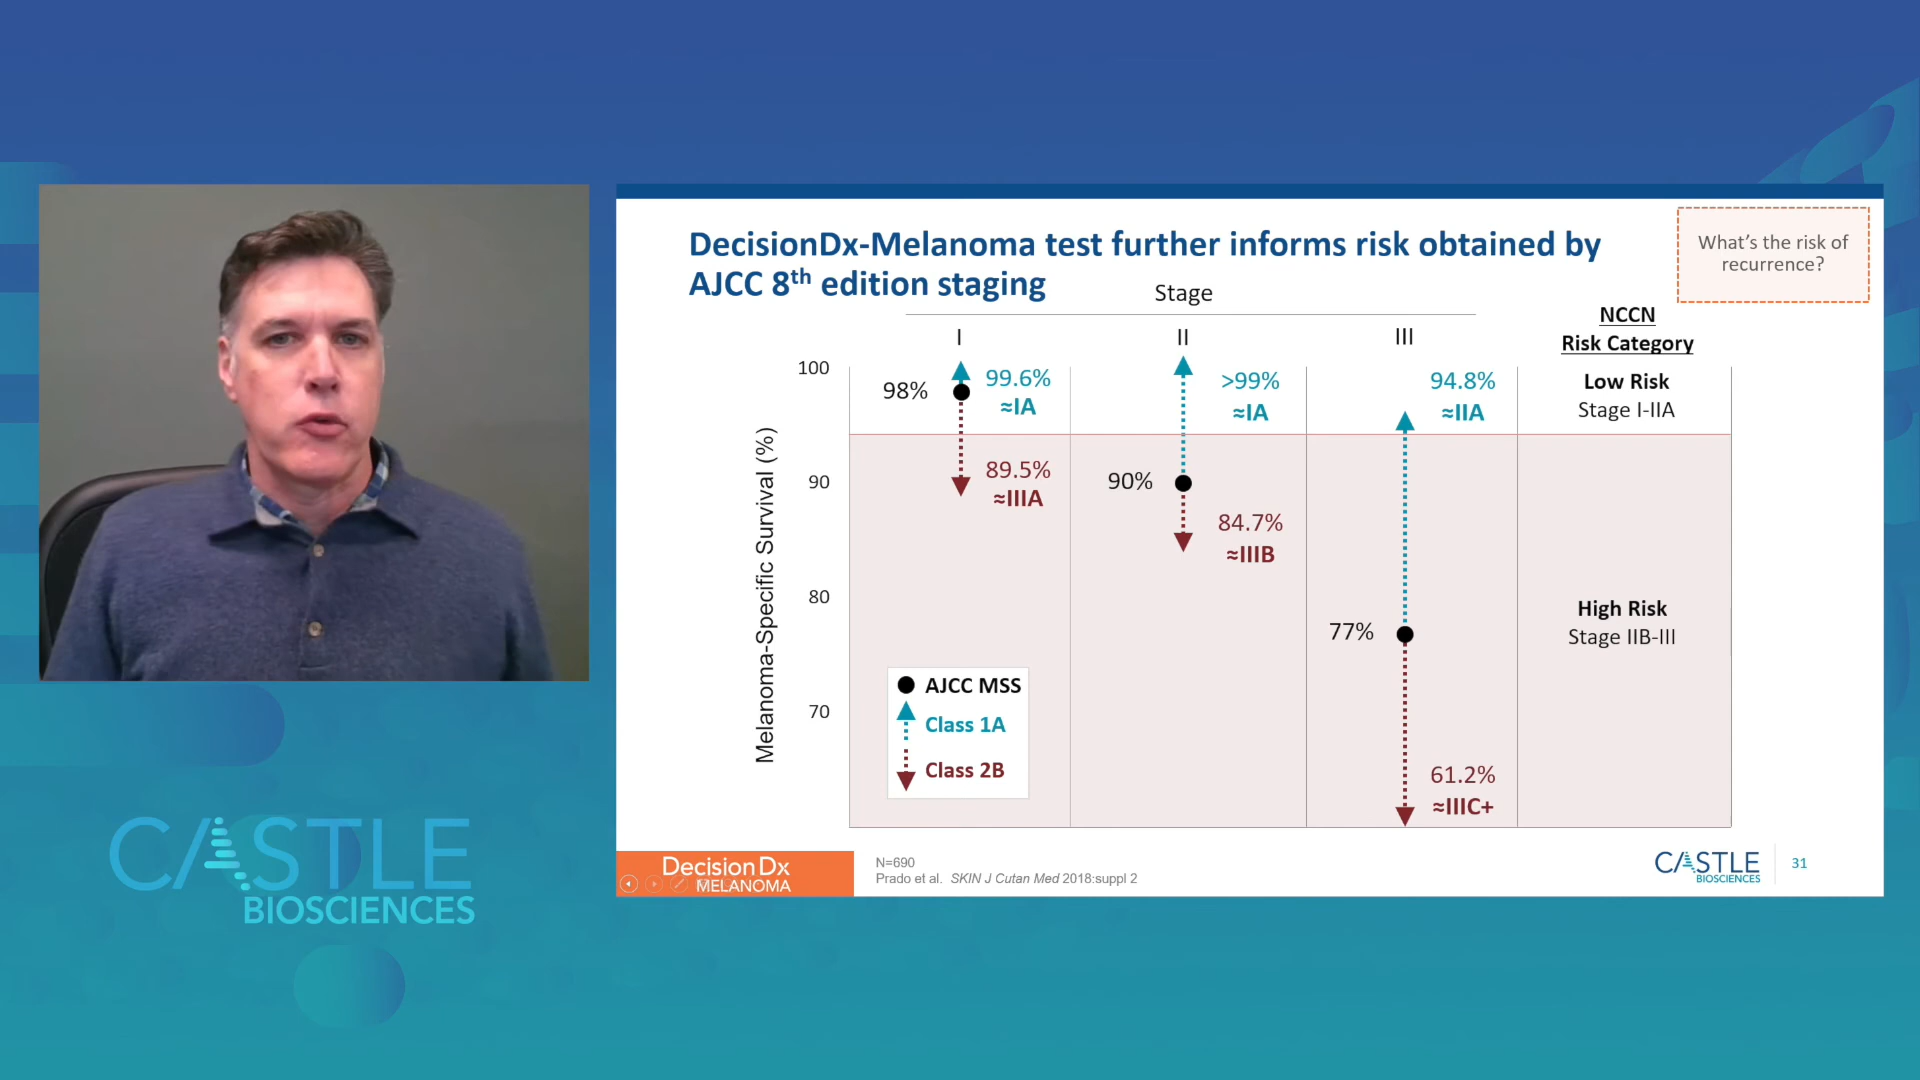 DecisionDx-Melanoma test further informs risk obtained by
AJCC 8th edition staging
What's the risk of
recurrence?
Stage
I
II
III
NCCN
Risk Category
100
90
80
70
Melanoma-Specific Survival (%)
98%
99.6%
≈IA
89.5%
≈IIIA
90%
>99%
≈IA
84.7%
≈IIIB
77%
94.8%
≈IIA
61.2%
≈IIIC+
Low Risk
Stage I-IIA
High Risk
Stage IIB-III
AJCC MSS
Class 1A
Class 2B
DecisionDx
MELANOMA
N=690
Prado et al. SKIN J Cutan Med 2018:suppl 2
CASTLE
BIOSCIENCES
31
CASTLE
BIOSCIENCES